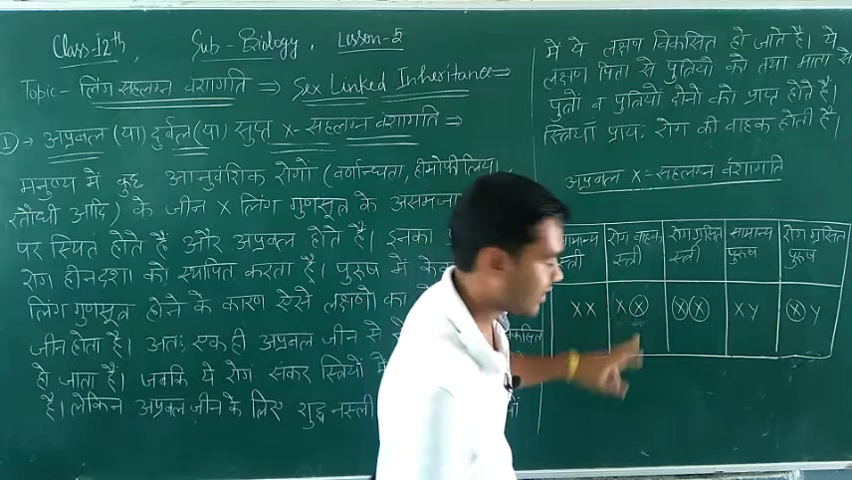 Class-12th, Sub-Biology. Lesson-5
Topic- लिंग सहलग्न वंशागति ⇒ Sex Linked Inheritance ⇒
① → अप्रबल (या) दुर्बल (या) सुप्त x-सहलग्न वंशागति ⇒
मनुष्य में कुछ आनुवंशिक रोगों (वर्णान्धता, हीमोफीलिया,
रतौंधी आदि) के जीन X लिंग गुणसूत्र के असमजा
पर स्थित होते हैं और अप्रबल होते हैं। इनका
रोग हीनदशा को स्थापित करता है। पुरुष में के
लिंग गुणसूत्र होने के कारण ऐसे लक्षणों का
जीन होता है। अतः एक ही अप्रबल जीन से
हो जाता है। जबकि ये रोग संकर स्त्रियों में
है। लेकिन अप्रबल जीन के लिए शुद्ध नस्ली
में ये लक्षण विकसित हो जाते हैं। ये
लक्षण पिता से पुत्रियों को तथा माता से
पुत्रों व पुत्रियों दोनों को प्राप्त होते हैं।
स्त्रियाँ प्रायः रोग की वाहक होती हैं।
अप्रबल X-सहलग्न वंशागति
सामान्य स्त्री रोग वाहक स्त्री रोग ग्रसित स्त्री सामान्य पुरुष रोग ग्रसित पुरुष
XX XⓍ ⓍⓍ XY ⓍY